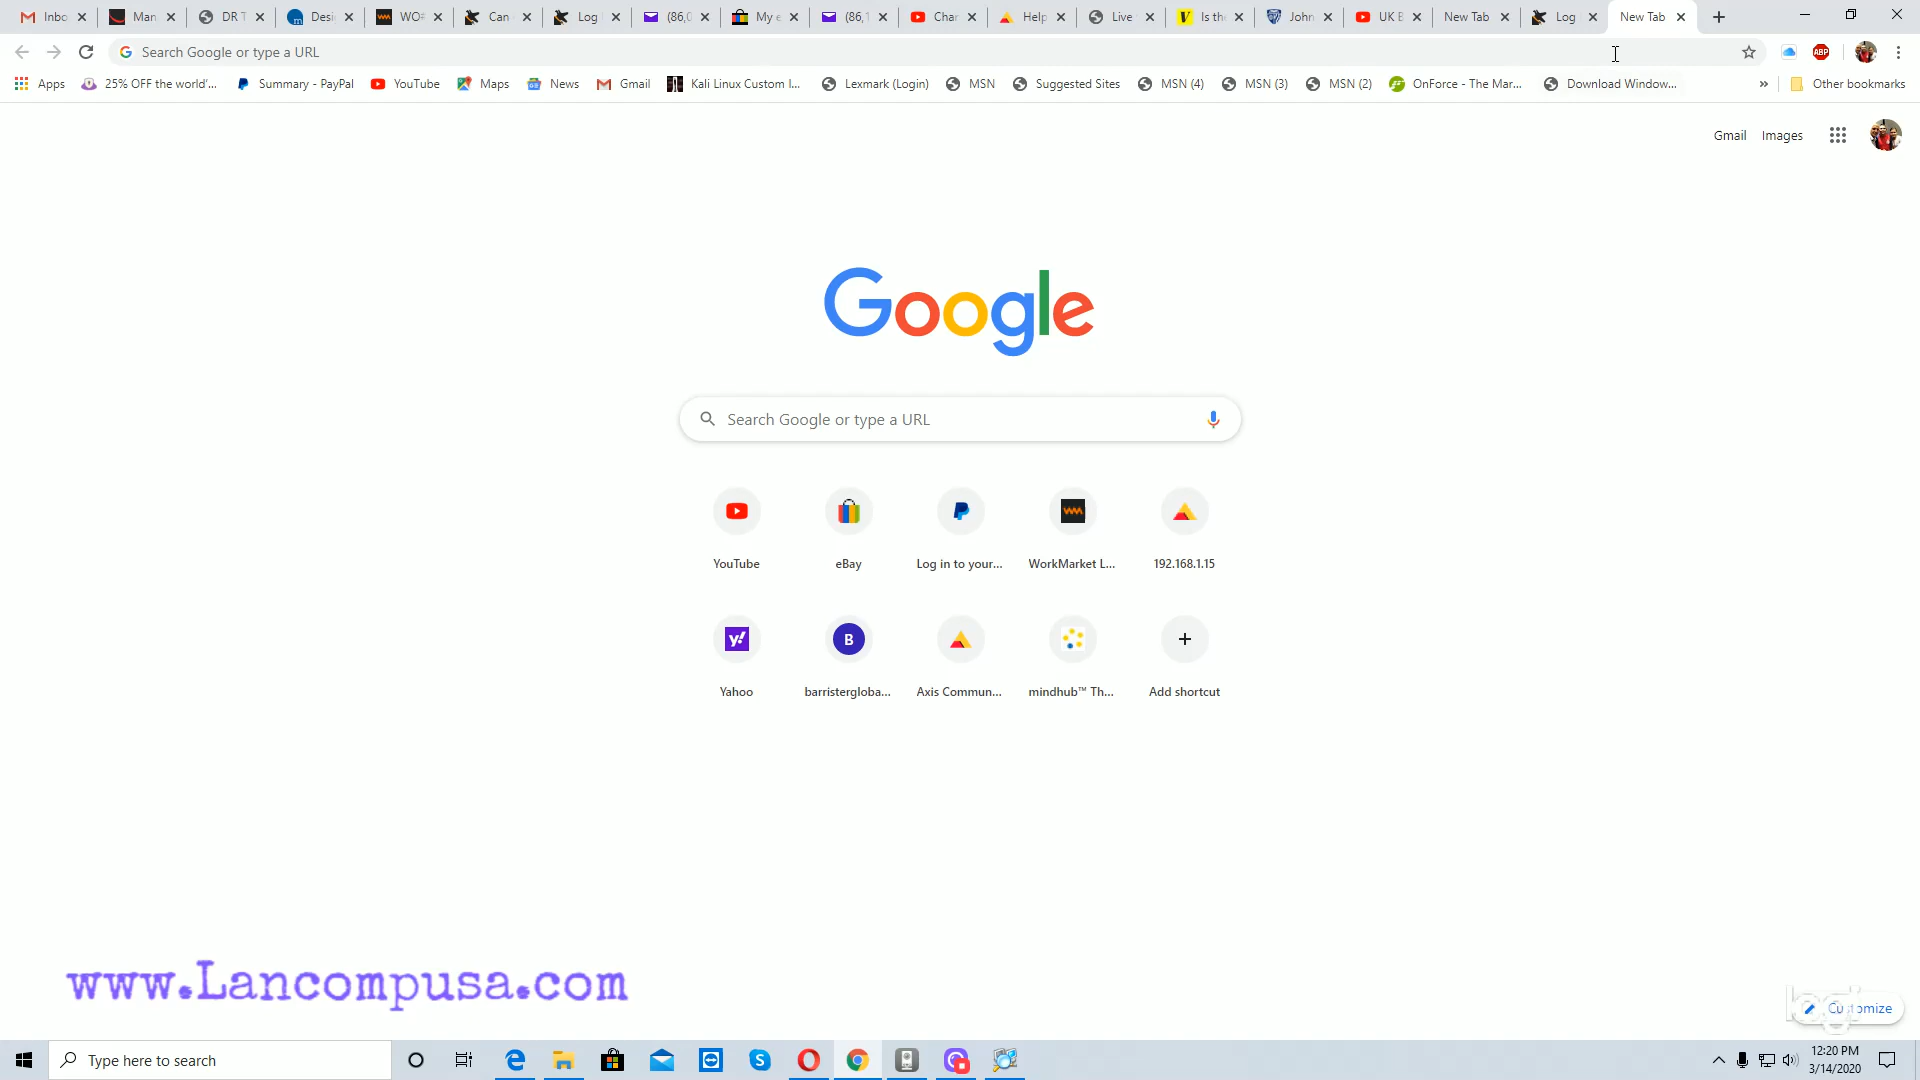 Inbo Man DR T Desi WO# Can Log (86,0 My e (86,1 Char Help Live Is the John UK E New Tab Log New Tab
Search Google or type a URL
ABP
Apps 25% OFF the world'... Summary - PayPal YouTube Maps News Gmail Kali Linux Custom I... Lexmark (Login) MSN Suggested Sites MSN (4) MSN (3) MSN (2) OnForce - The Mar... Download Window... » Other bookmarks
Gmail Images
Google
Search Google or type a URL
YouTube eBay Log in to your... WorkMarket L... 192.168.1.15
B
Yahoo barristergloba... Axis Commun... mindhub™ Th... Add shortcut
www.Lancompusa.com
logi
Customize
Type here to search
12:20 PM
3/14/2020